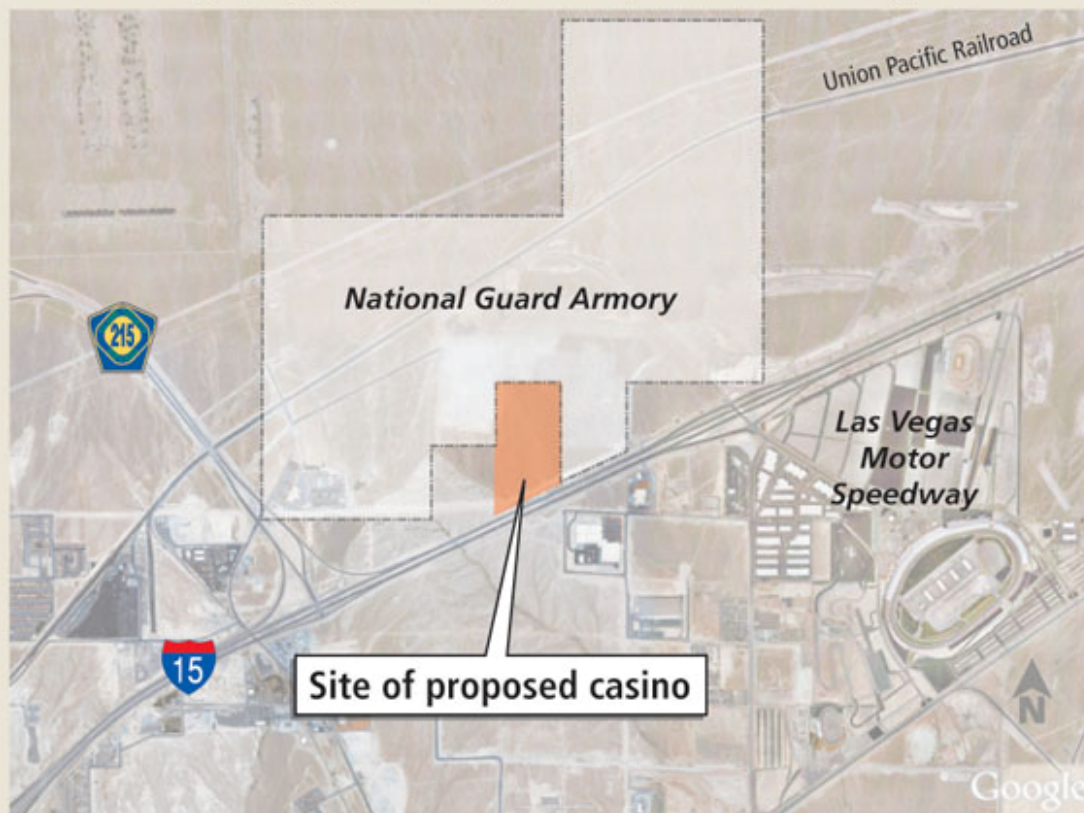 Union Pacific Railroad
National Guard Armory
215
Las Vegas
Motor
Speedway
15
Site of proposed casino
N
Google